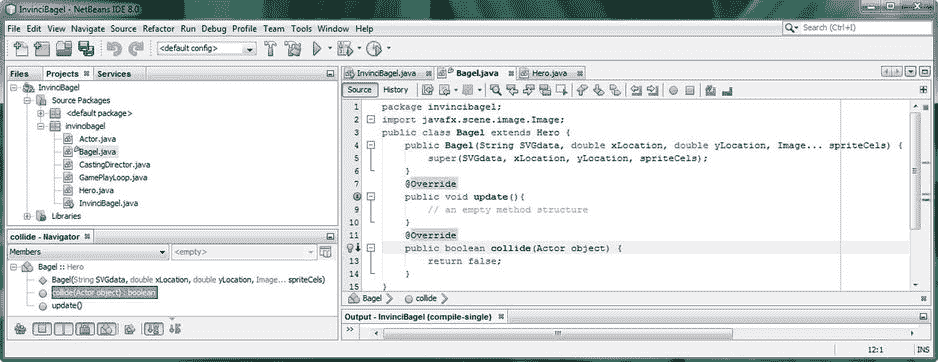 InvinciBagel - NetBeans IDE 8.0
File Edit View Navigate Source Refactor Run Debug Profile Team Tools Window Help
Search (Ctrl+I)
<default config>
Files Projects Services
InvinciBagel
Source Packages
<default package>
invincibagel
Actor.java
Bagel.java
CastingDirector.java
GamePlayLoop.java
Hero.java
InvinciBagel.java
Libraries
collide - Navigator
Members <empty>
Bagel :: Hero
Bagel(String SVGdata, double xLocation, double yLocation, Image... spriteCels)
collide(Actor object) : boolean
update()
InvinciBagel.java Bagel.java Hero.java
Source History
1 package invincibagel;
2 import javafx.scene.image.Image;
3 public class Bagel extends Hero {
4 public Bagel(String SVGdata, double xLocation, double yLocation, Image... spriteCels) {
5 super(SVGdata, xLocation, yLocation, spriteCels);
6 }
7 @Override
public void update(){
9 // an empty method structure
10 }
11 @Override
public boolean collide(Actor object) {
13 return false;
14 }
15 }
Bagel collide
Output - InvinciBagel (compile-single)
12:1 INS